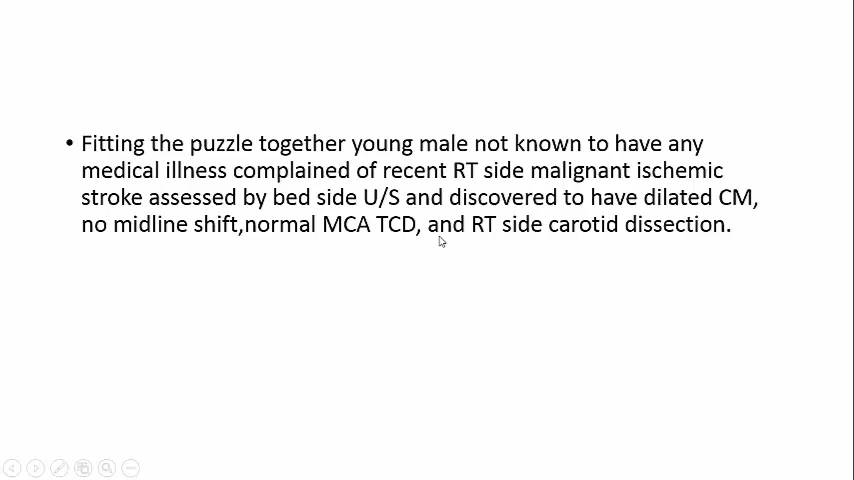 • Fitting the puzzle together young male not known to have any
medical illness complained of recent RT side malignant ischemic
stroke assessed by bed side U/S and discovered to have dilated CM,
no midline shift,normal MCA TCD, and RT side carotid dissection.